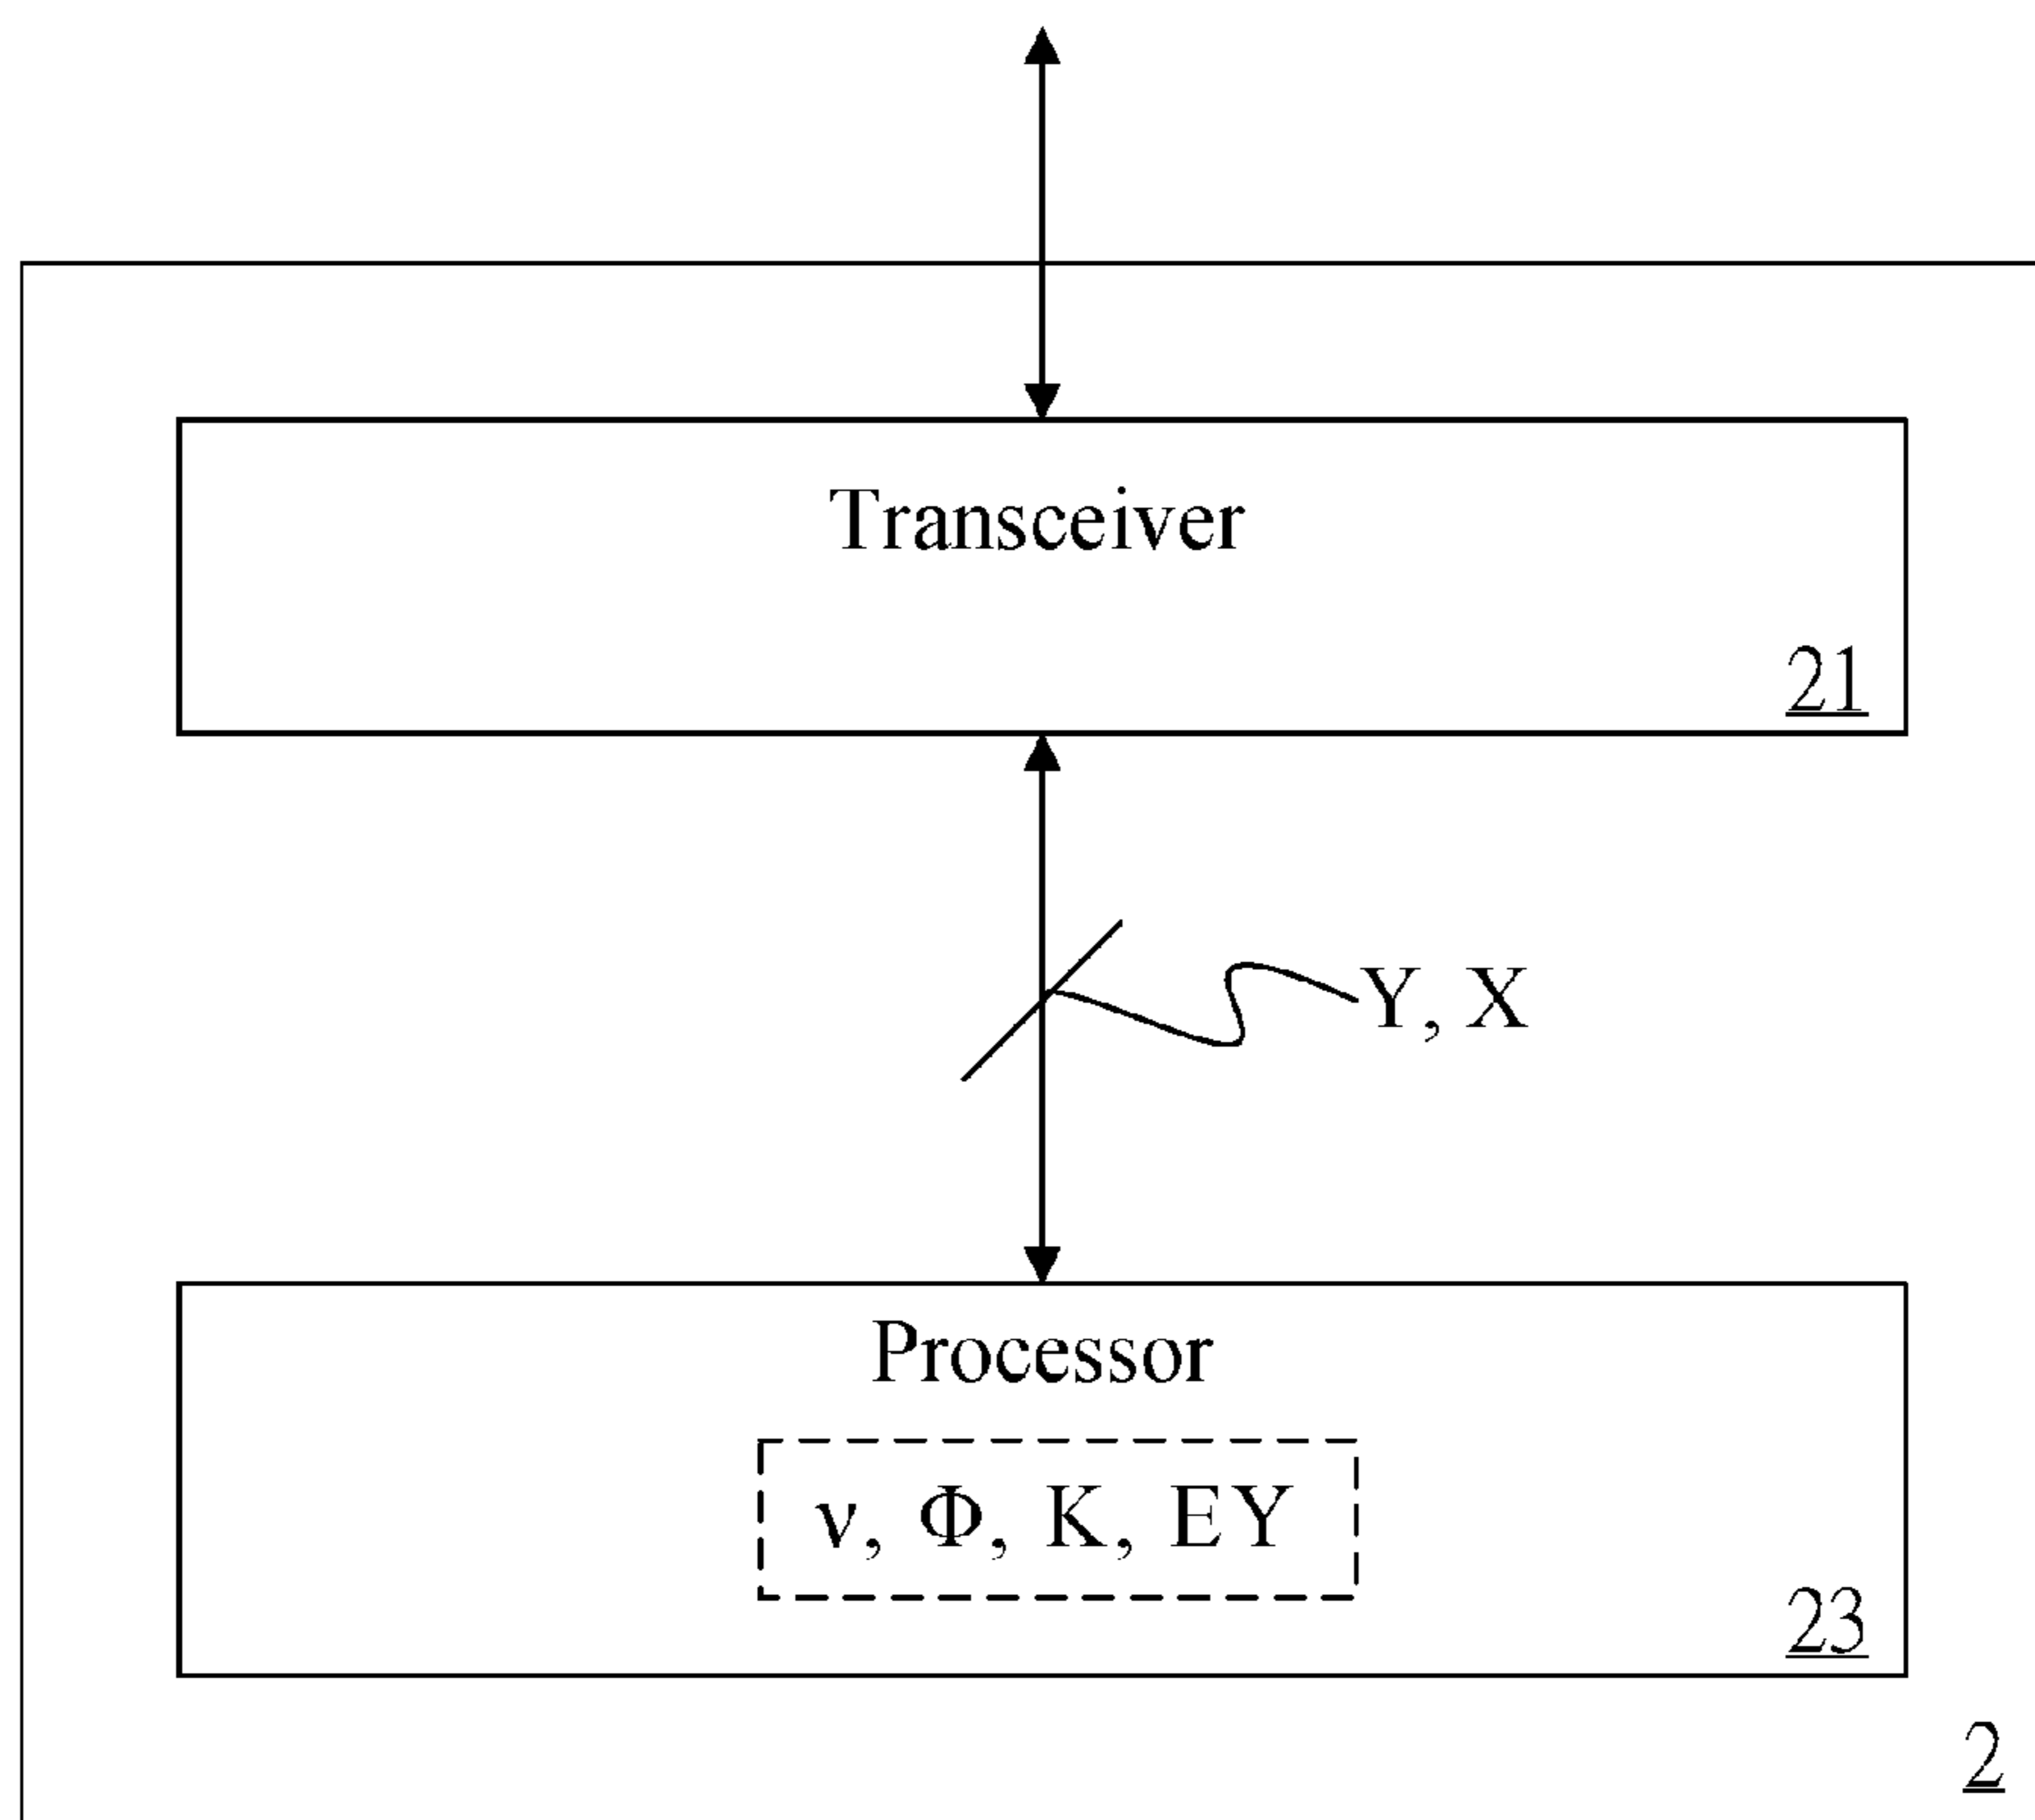 Transceiver
21
Y, X
Processor
ν, Φ, K, EY
23
2